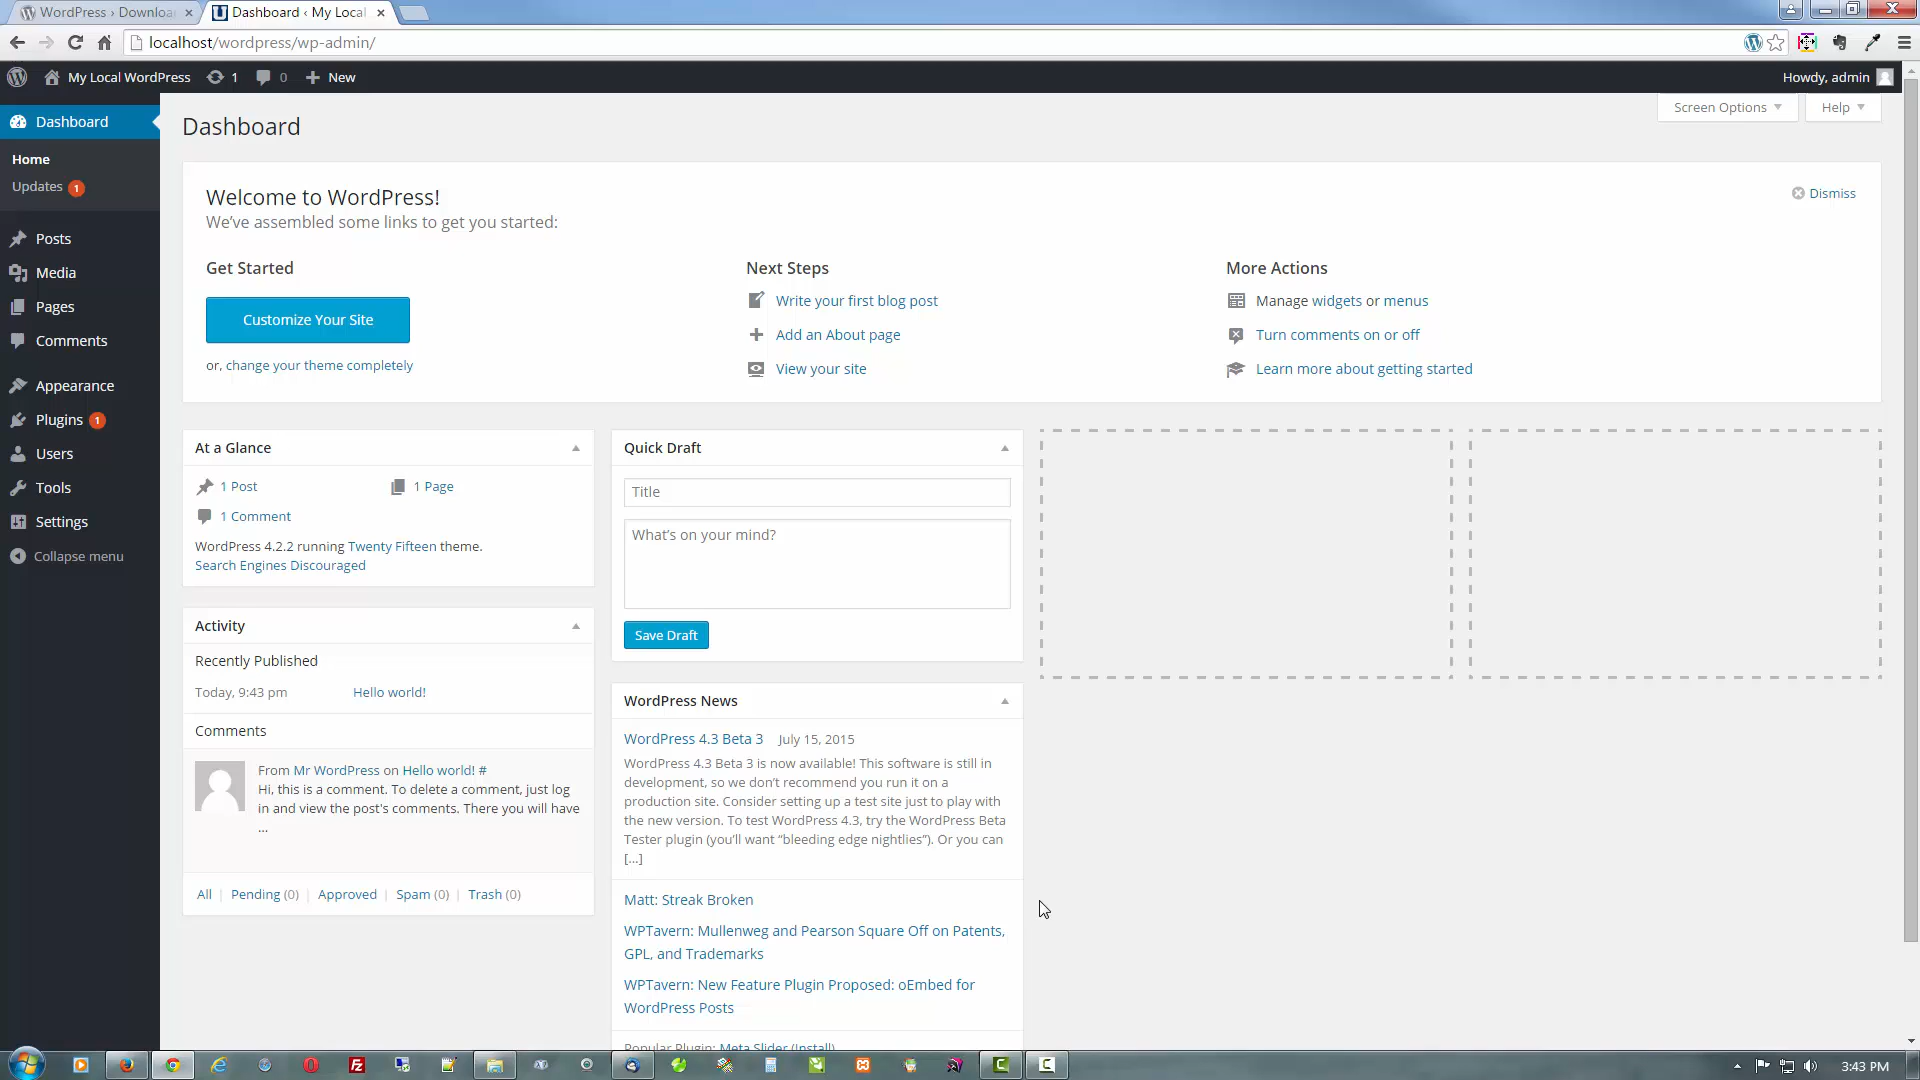 WordPress › Downloa
Dashboard ‹ My Local
localhost/wordpress/wp-admin/
My Local WordPress
1
0
New
Howdy, admin
Dashboard
Home
Updates 1
Posts
Media
Pages
Comments
Appearance
Plugins 1
Users
Tools
Settings
Collapse menu
Screen Options
Help
Dashboard
Welcome to WordPress!
We've assembled some links to get you started:
Dismiss
Get Started
Customize Your Site
or, change your theme completely
Next Steps
Write your first blog post
Add an About page
View your site
More Actions
Manage widgets or menus
Turn comments on or off
Learn more about getting started
At a Glance
1 Post
1 Page
1 Comment
WordPress 4.2.2 running Twenty Fifteen theme.
Search Engines Discouraged
Activity
Recently Published
Today, 9:43 pm
Hello world!
Comments
From Mr WordPress on Hello world! #
Hi, this is a comment. To delete a comment, just log
in and view the post's comments. There you will have
...
All | Pending (0) | Approved | Spam (0) | Trash (0)
Quick Draft
Title
What's on your mind?
Save Draft
WordPress News
WordPress 4.3 Beta 3 July 15, 2015
WordPress 4.3 Beta 3 is now available! This software is still in
development, so we don't recommend you run it on a
production site. Consider setting up a test site just to play with
the new version. To test WordPress 4.3, try the WordPress Beta
Tester plugin (you'll want “bleeding edge nightlies”). Or you can
[...]
Matt: Streak Broken
WPTavern: Mullenweg and Pearson Square Off on Patents,
GPL, and Trademarks
WPTavern: New Feature Plugin Proposed: oEmbed for
WordPress Posts
Popular Plugin: Meta Slider (Install)
3:43 PM